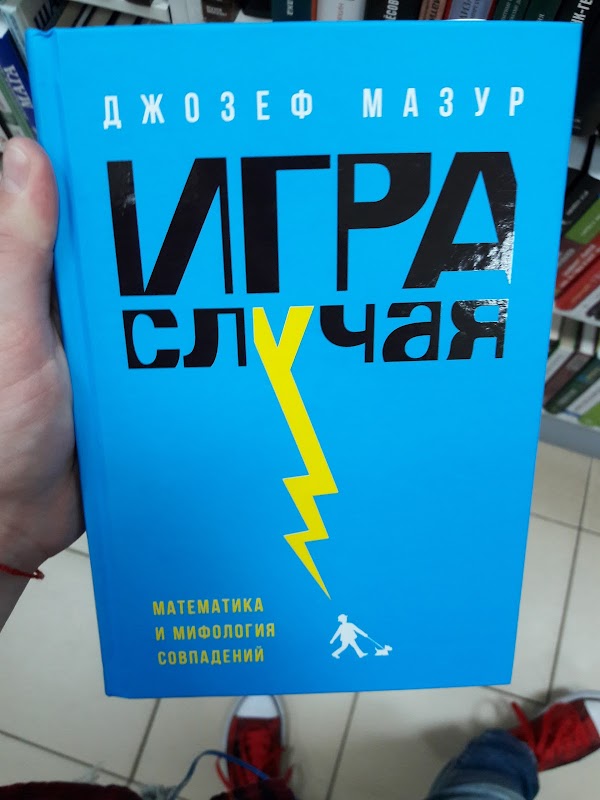 ДЖОЗЕФ МАЗУР
ИГРА
случая
МАТЕМАТИКА
И МИФОЛОГИЯ
СОВПАДЕНИЙ